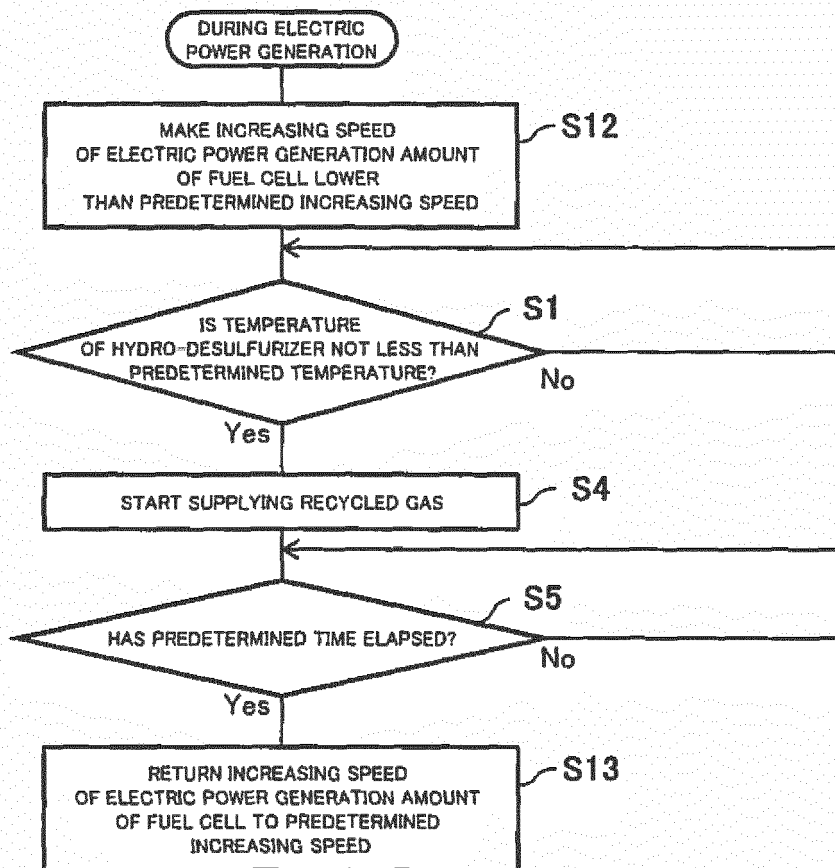 DURING ELECTRIC
POWER GENERATION
MAKE INCREASING SPEED
OF ELECTRIC POWER GENERATION AMOUNT
OF FUEL CELL LOWER
THAN PREDETERMINED INCREASING SPEED
S12
IS TEMPERATURE
OF HYDRO-DESULFURIZER NOT LESS THAN
PREDETERMINED TEMPERATURE?
S1
No
Yes
START SUPPLYING RECYCLED GAS
S4
HAS PREDETERMINED TIME ELAPSED?
S5
No
Yes
RETURN INCREASING SPEED
OF ELECTRIC POWER GENERATION AMOUNT
OF FUEL CELL TO PREDETERMINED
INCREASING SPEED
S13